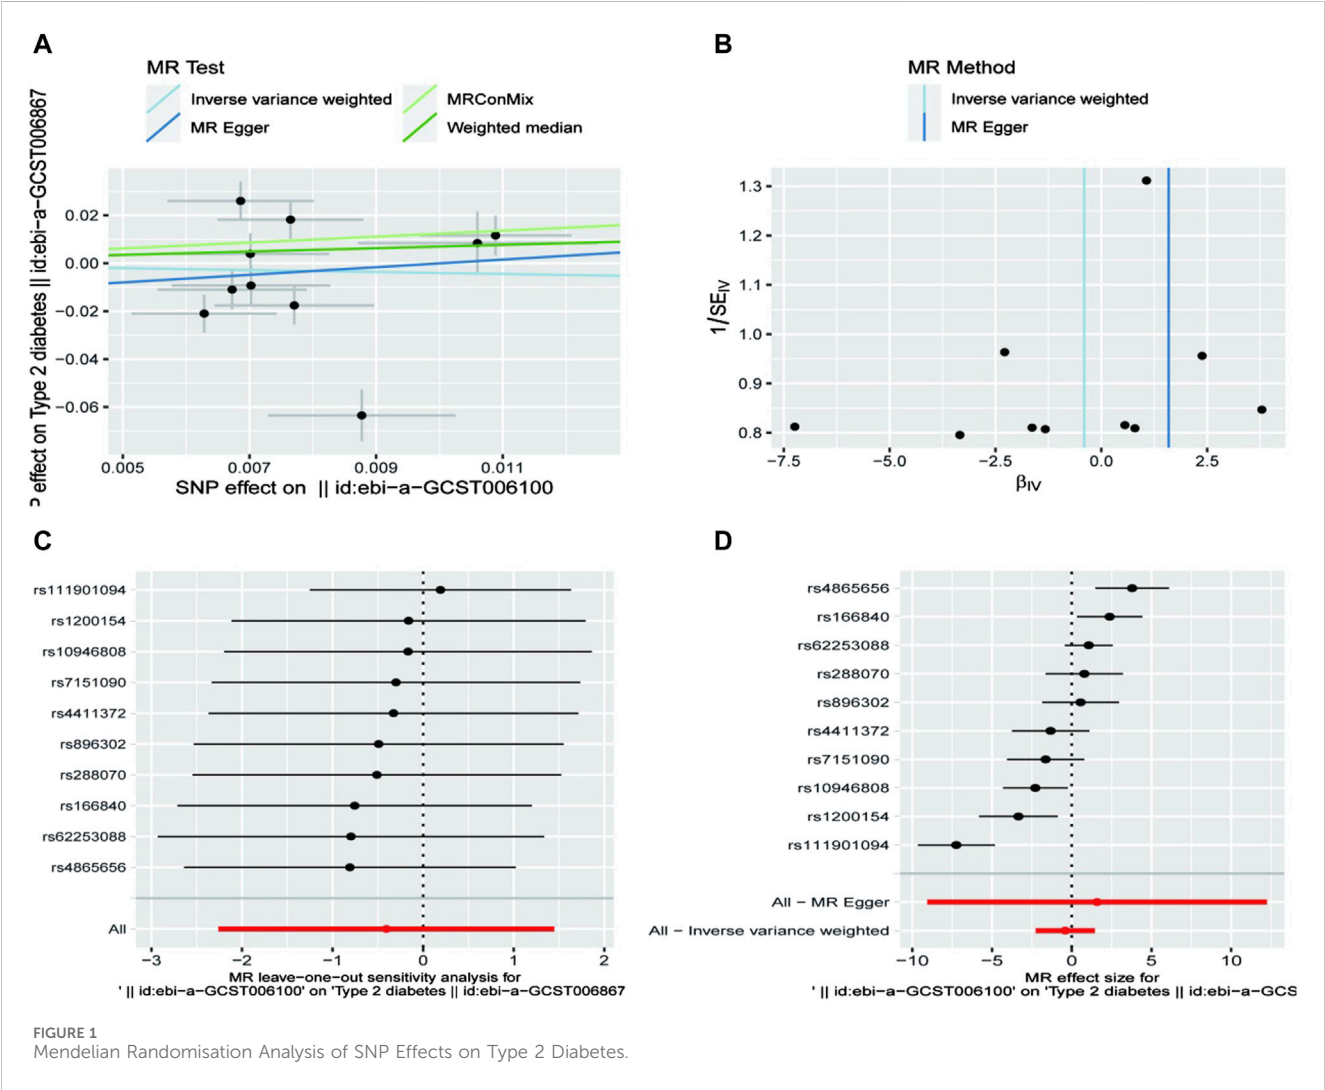 A
MR Test
Inverse variance weighted
MRConMix
MR Egger
Weighted median
effect on Type 2 diabetes || id:ebi−a−GCST006867
0.02
0.00
−0.02
−0.04
−0.06
0.005
0.007
0.009
0.011
SNP effect on || id:ebi−a−GCST006100
B
MR Method
Inverse variance weighted
MR Egger
1/SEIV
1.3
1.2
1.1
1.0
0.9
0.8
−7.5
−5.0
−2.5
0.0
2.5
βIV
C
rs111901094
rs1200154
rs10946808
rs7151090
rs4411372
rs896302
rs288070
rs166840
rs62253088
rs4865656
All
−3
−2
−1
0
1
2
MR leave−one−out sensitivity analysis for
' || id:ebi−a−GCST006100' on 'Type 2 diabetes || id:ebi−a−GCST006867
D
rs4865656
rs166840
rs62253088
rs288070
rs896302
rs4411372
rs7151090
rs10946808
rs1200154
rs111901094
All − MR Egger
All − Inverse variance weighted
−10
−5
0
5
10
MR effect size for
' || id:ebi−a−GCST006100' on 'Type 2 diabetes || id:ebi−a−GCS
FIGURE 1
Mendelian Randomisation Analysis of SNP Effects on Type 2 Diabetes.